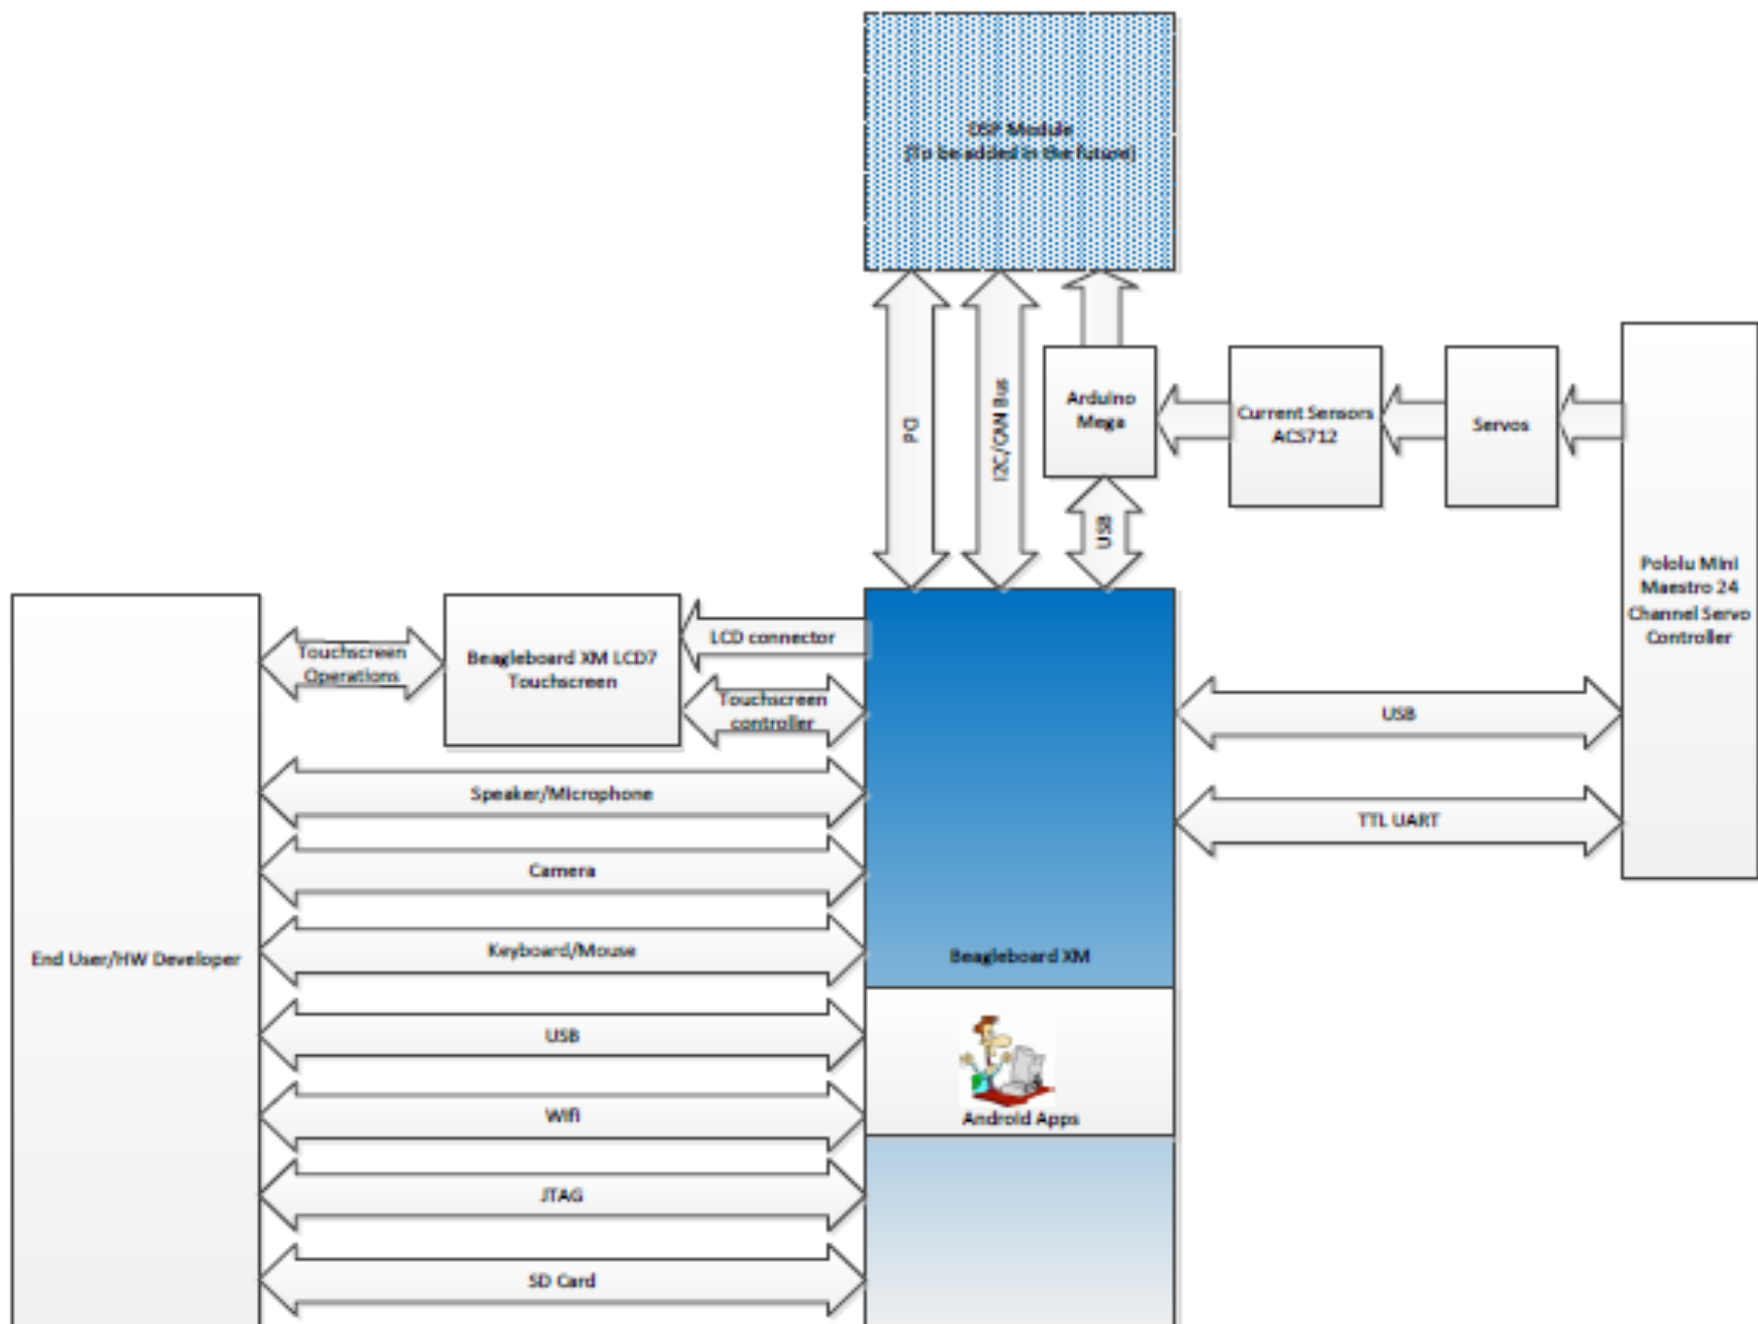 DSP Module
(To be added in the future)
PCI
I2C/CAN Bus
Arduino
Mega
Current Sensors
ACS712
Servos
USB
Pololu Mini
Maestro 24
Channel Servo
Controller
LCD connector
Touchscreen
Operations
Beagleboard XM LCD7
Touchscreen
Touchscreen
controller
USB
Speaker/Microphone
TTL UART
Camera
End User/HW Developer
Keyboard/Mouse
Beagleboard XM
USB
Wifi
Android Apps
JTAG
SD Card